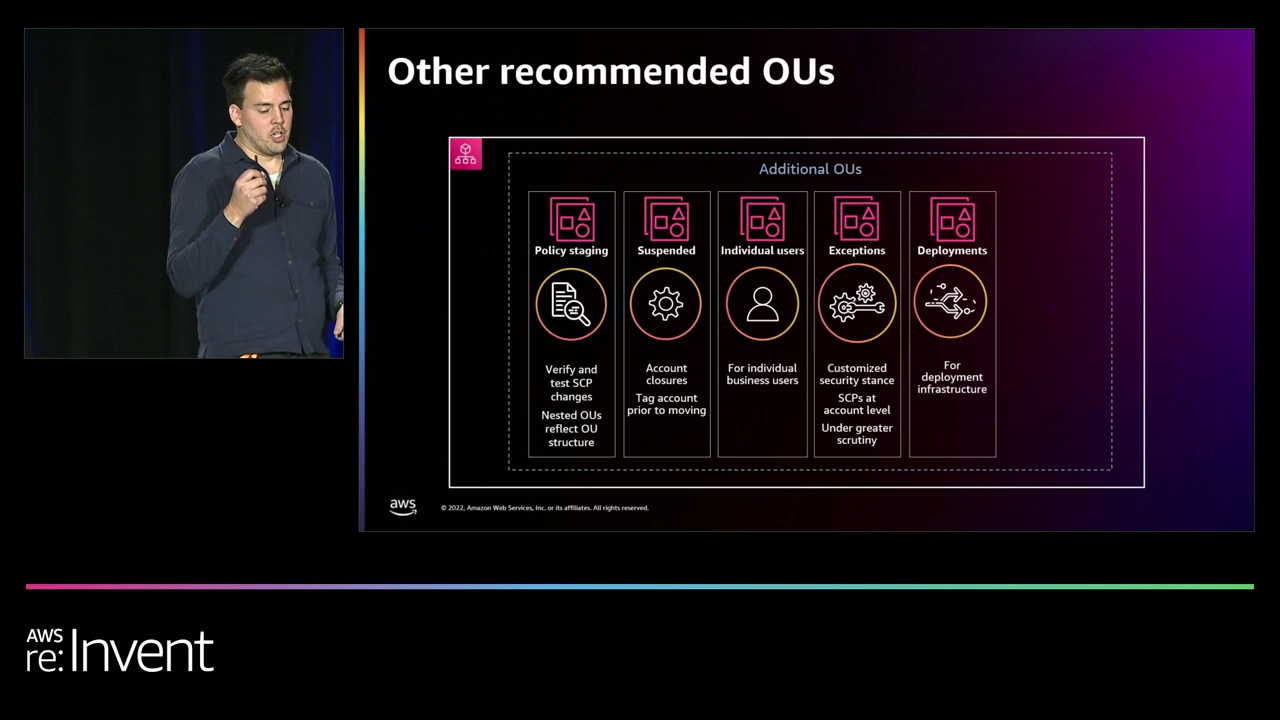 Other recommended OUs
Additional OUs
Policy staging
Verify and
test SCP
changes
Nested OUs
reflect OU
structure
Suspended
Account
closures
Tag account
prior to moving
Individual users
For individual
business users
Exceptions
Customized
security stance
SCPs at
account level
Under greater
scrutiny
Deployments
For
deployment
infrastructure
aws
© 2022, Amazon Web Services, Inc. or its affiliates. All rights reserved.
AWS
re:Invent